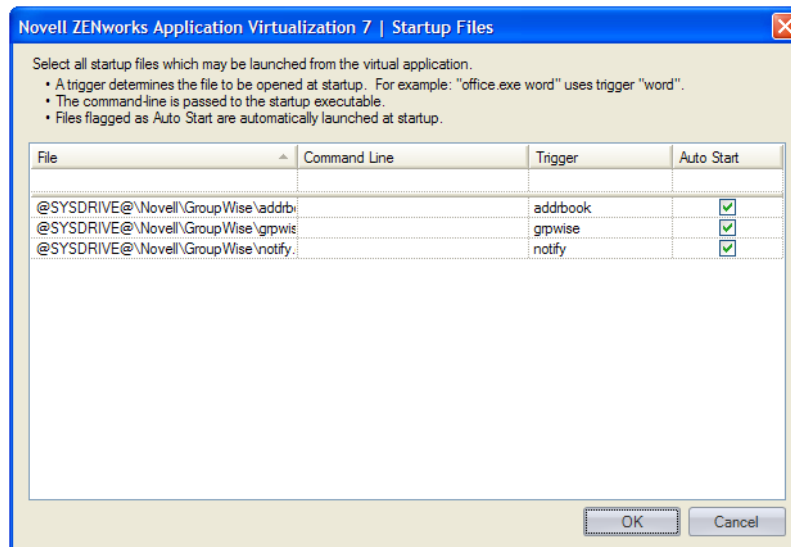 Novell ZENworks Application Virtualization 7 | Startup Files
Select all startup files which may be launched from the virtual application.
• A trigger determines the file to be opened at startup. For example: "office.exe word" uses trigger "word".
• The command-line is passed to the startup executable.
• Files flagged as Auto Start are automatically launched at startup.
File Command Line Trigger Auto Start
@SYSDRIVE@\Novell\GroupWise\addrb addrbook
@SYSDRIVE@\Novell\GroupWise\grpwis grpwise
@SYSDRIVE@\Novell\GroupWise\notify. notify
OK Cancel